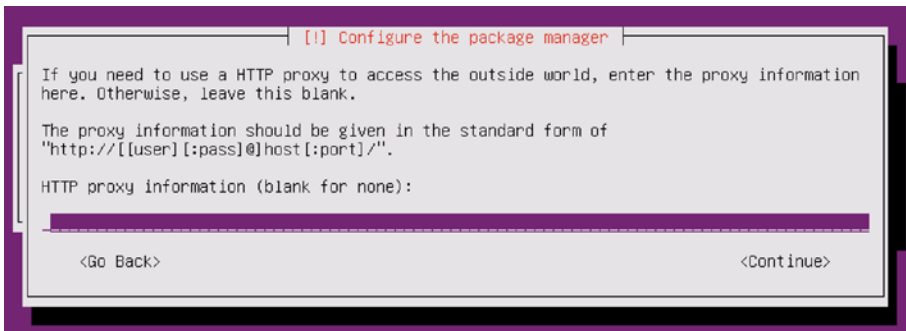 [!] Configure the package manager
If you need to use a HTTP proxy to access the outside world, enter the proxy information
here. Otherwise, leave this blank.
The proxy information should be given in the standard form of
"http://[[user][:pass]@]host[:port]/".
HTTP proxy information (blank for none):
<Go Back> <Continue>